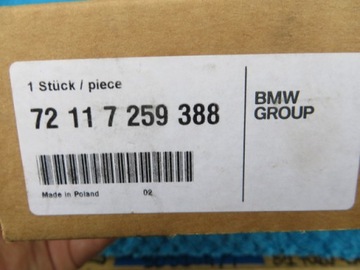 1 Stück / piece
72 11 7 259 388
BMW
GROUP
Made in Poland 02